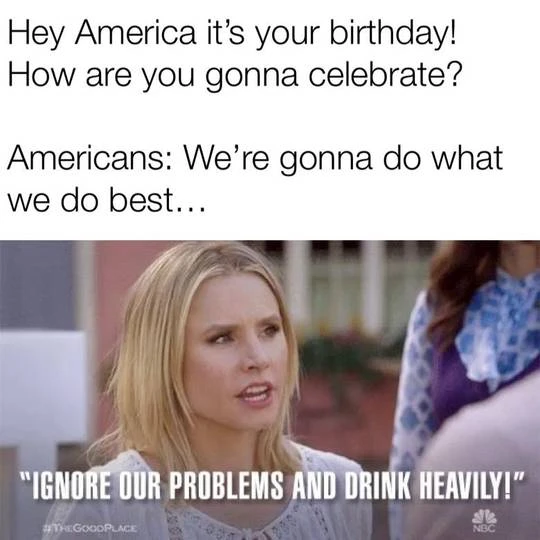 Hey America it’s your birthday!
How are you gonna celebrate?
Americans: We’re gonna do what
we do best…
"IGNORE OUR PROBLEMS AND DRINK HEAVILY!"
#THEGOODPLACE
NBC